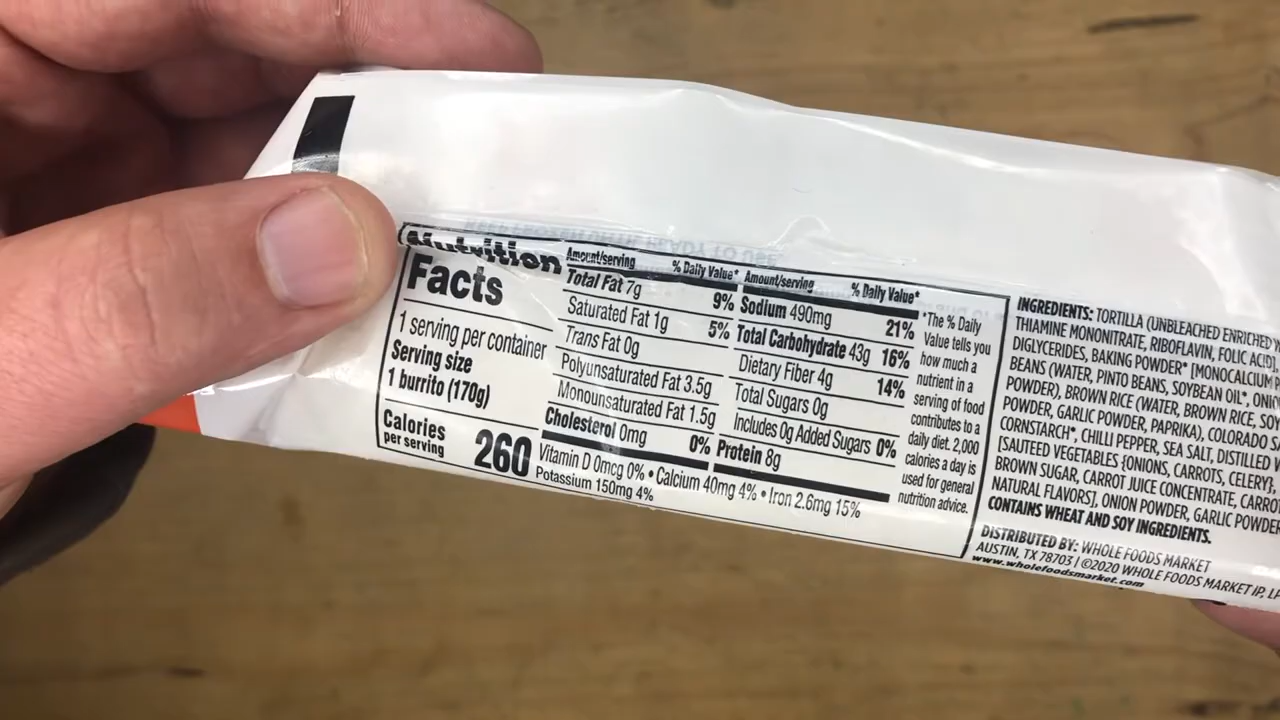 Nutrition
Facts
1 serving per container
Serving size
1 burrito (170g)
Calories
per serving
260
Amount/serving % Daily Value*
Total Fat 7g 9%
Saturated Fat 1g 5%
Trans Fat 0g
Polyunsaturated Fat 3.5g
Monounsaturated Fat 1.5g
Cholesterol 0mg 0%
Amount/serving % Daily Value*
Sodium 490mg 21%
Total Carbohydrate 43g 16%
Dietary Fiber 4g 14%
Total Sugars 0g
Includes 0g Added Sugars 0%
Protein 8g
Vitamin D 0mcg 0% • Calcium 40mg 4% • Iron 2.6mg 15%
Potassium 150mg 4%
*The % Daily
Value tells you
how much a
nutrient in a
serving of food
contributes to a
daily diet. 2,000
calories a day is
used for general
nutrition advice.
INGREDIENTS: TORTILLA (UNBLEACHED ENRICHED
THIAMINE MONONITRATE, RIBOFLAVIN, FOLIC ACID],
DIGLYCERIDES, BAKING POWDER* [MONOCALCIUM
BEANS (WATER, PINTO BEANS, SOYBEAN OIL*,
POWDER), BROWN RICE (WATER, BROWN RICE,
POWDER, GARLIC POWDER, PAPRIKA), COLORADO
CORNSTARCH*, CHILLI PEPPER, SEA SALT, DISTILLED
[SAUTEED VEGETABLES {ONIONS, CARROTS, CELERY},
BROWN SUGAR, CARROT JUICE CONCENTRATE,
NATURAL FLAVORS], ONION POWDER, GARLIC POWDER
CONTAINS WHEAT AND SOY INGREDIENTS.
DISTRIBUTED BY: WHOLE FOODS MARKET
AUSTIN, TX 78703 | ©2020 WHOLE FOODS MARKET IP,
www.wholefoodsmarket.com